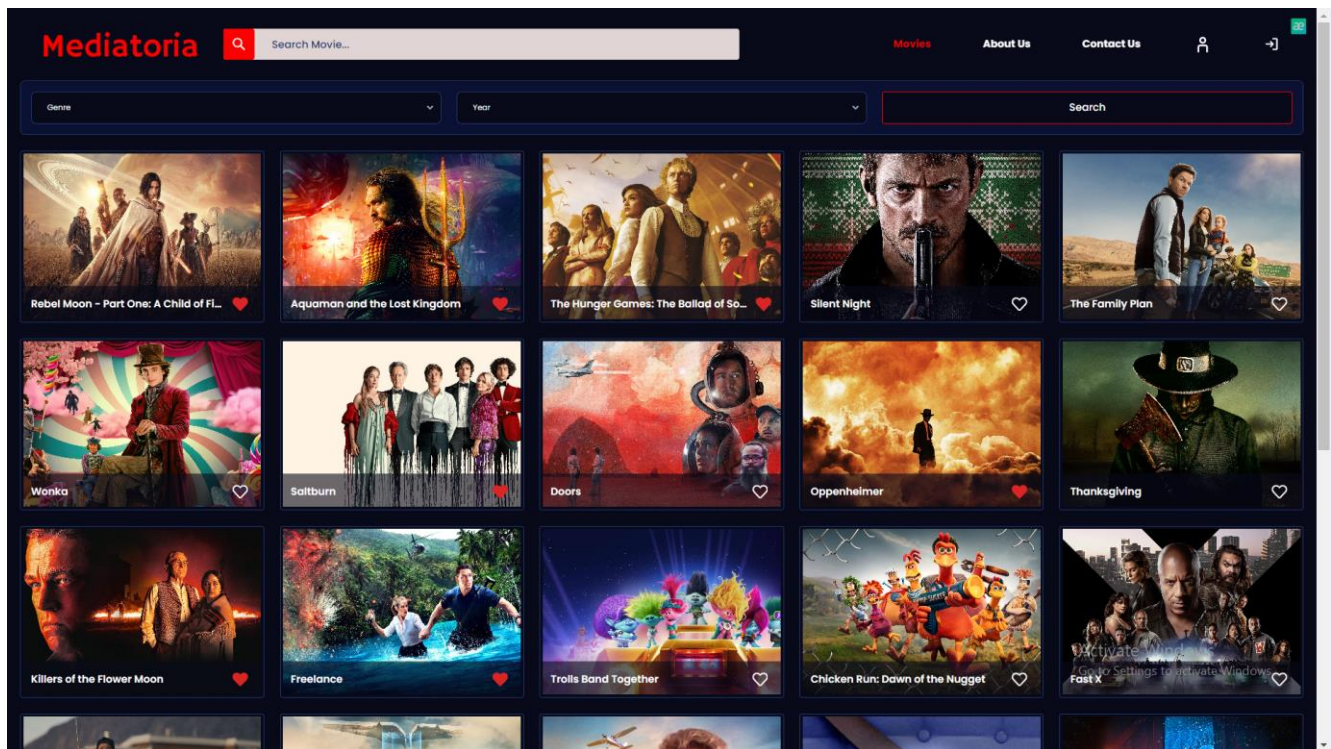 Mediatoria
Search Movie...
Movies
About Us
Contact Us
æ
Genre
Year
Search
Rebel Moon - Part One: A Child of Fi...
Aquaman and the Lost Kingdom
The Hunger Games: The Ballad of So...
Silent Night
The Family Plan
Wonka
Saltburn
Doors
Oppenheimer
Thanksgiving
Killers of the Flower Moon
Freelance
Trolls Band Together
Chicken Run: Dawn of the Nugget
Fast X
Activate Windows
Go to Settings to activate Windows.